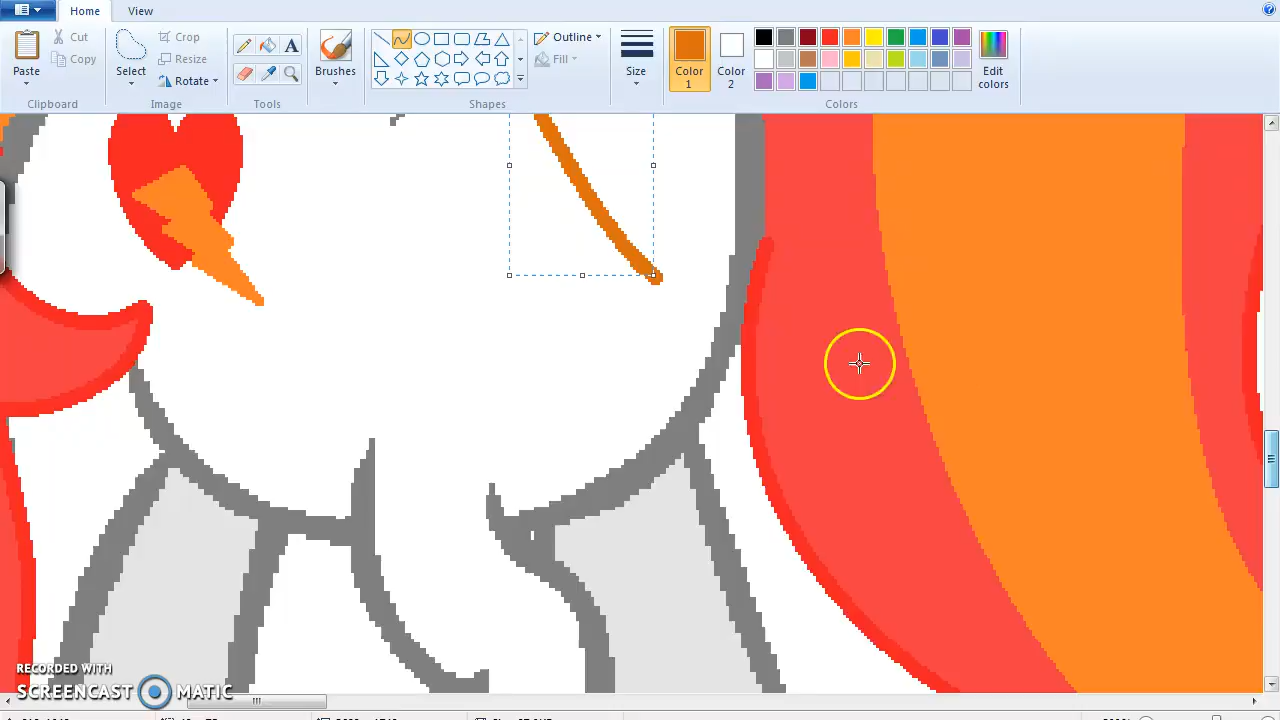 Home View
Cut
Copy
Paste
Clipboard
Select
Crop
Resize
Rotate
Image
A
Tools
Brushes
Shapes
Outline
Fill
Size
Color 1
Color 2
Edit colors
Colors
RECORDED WITH
SCREENCAST MATIC